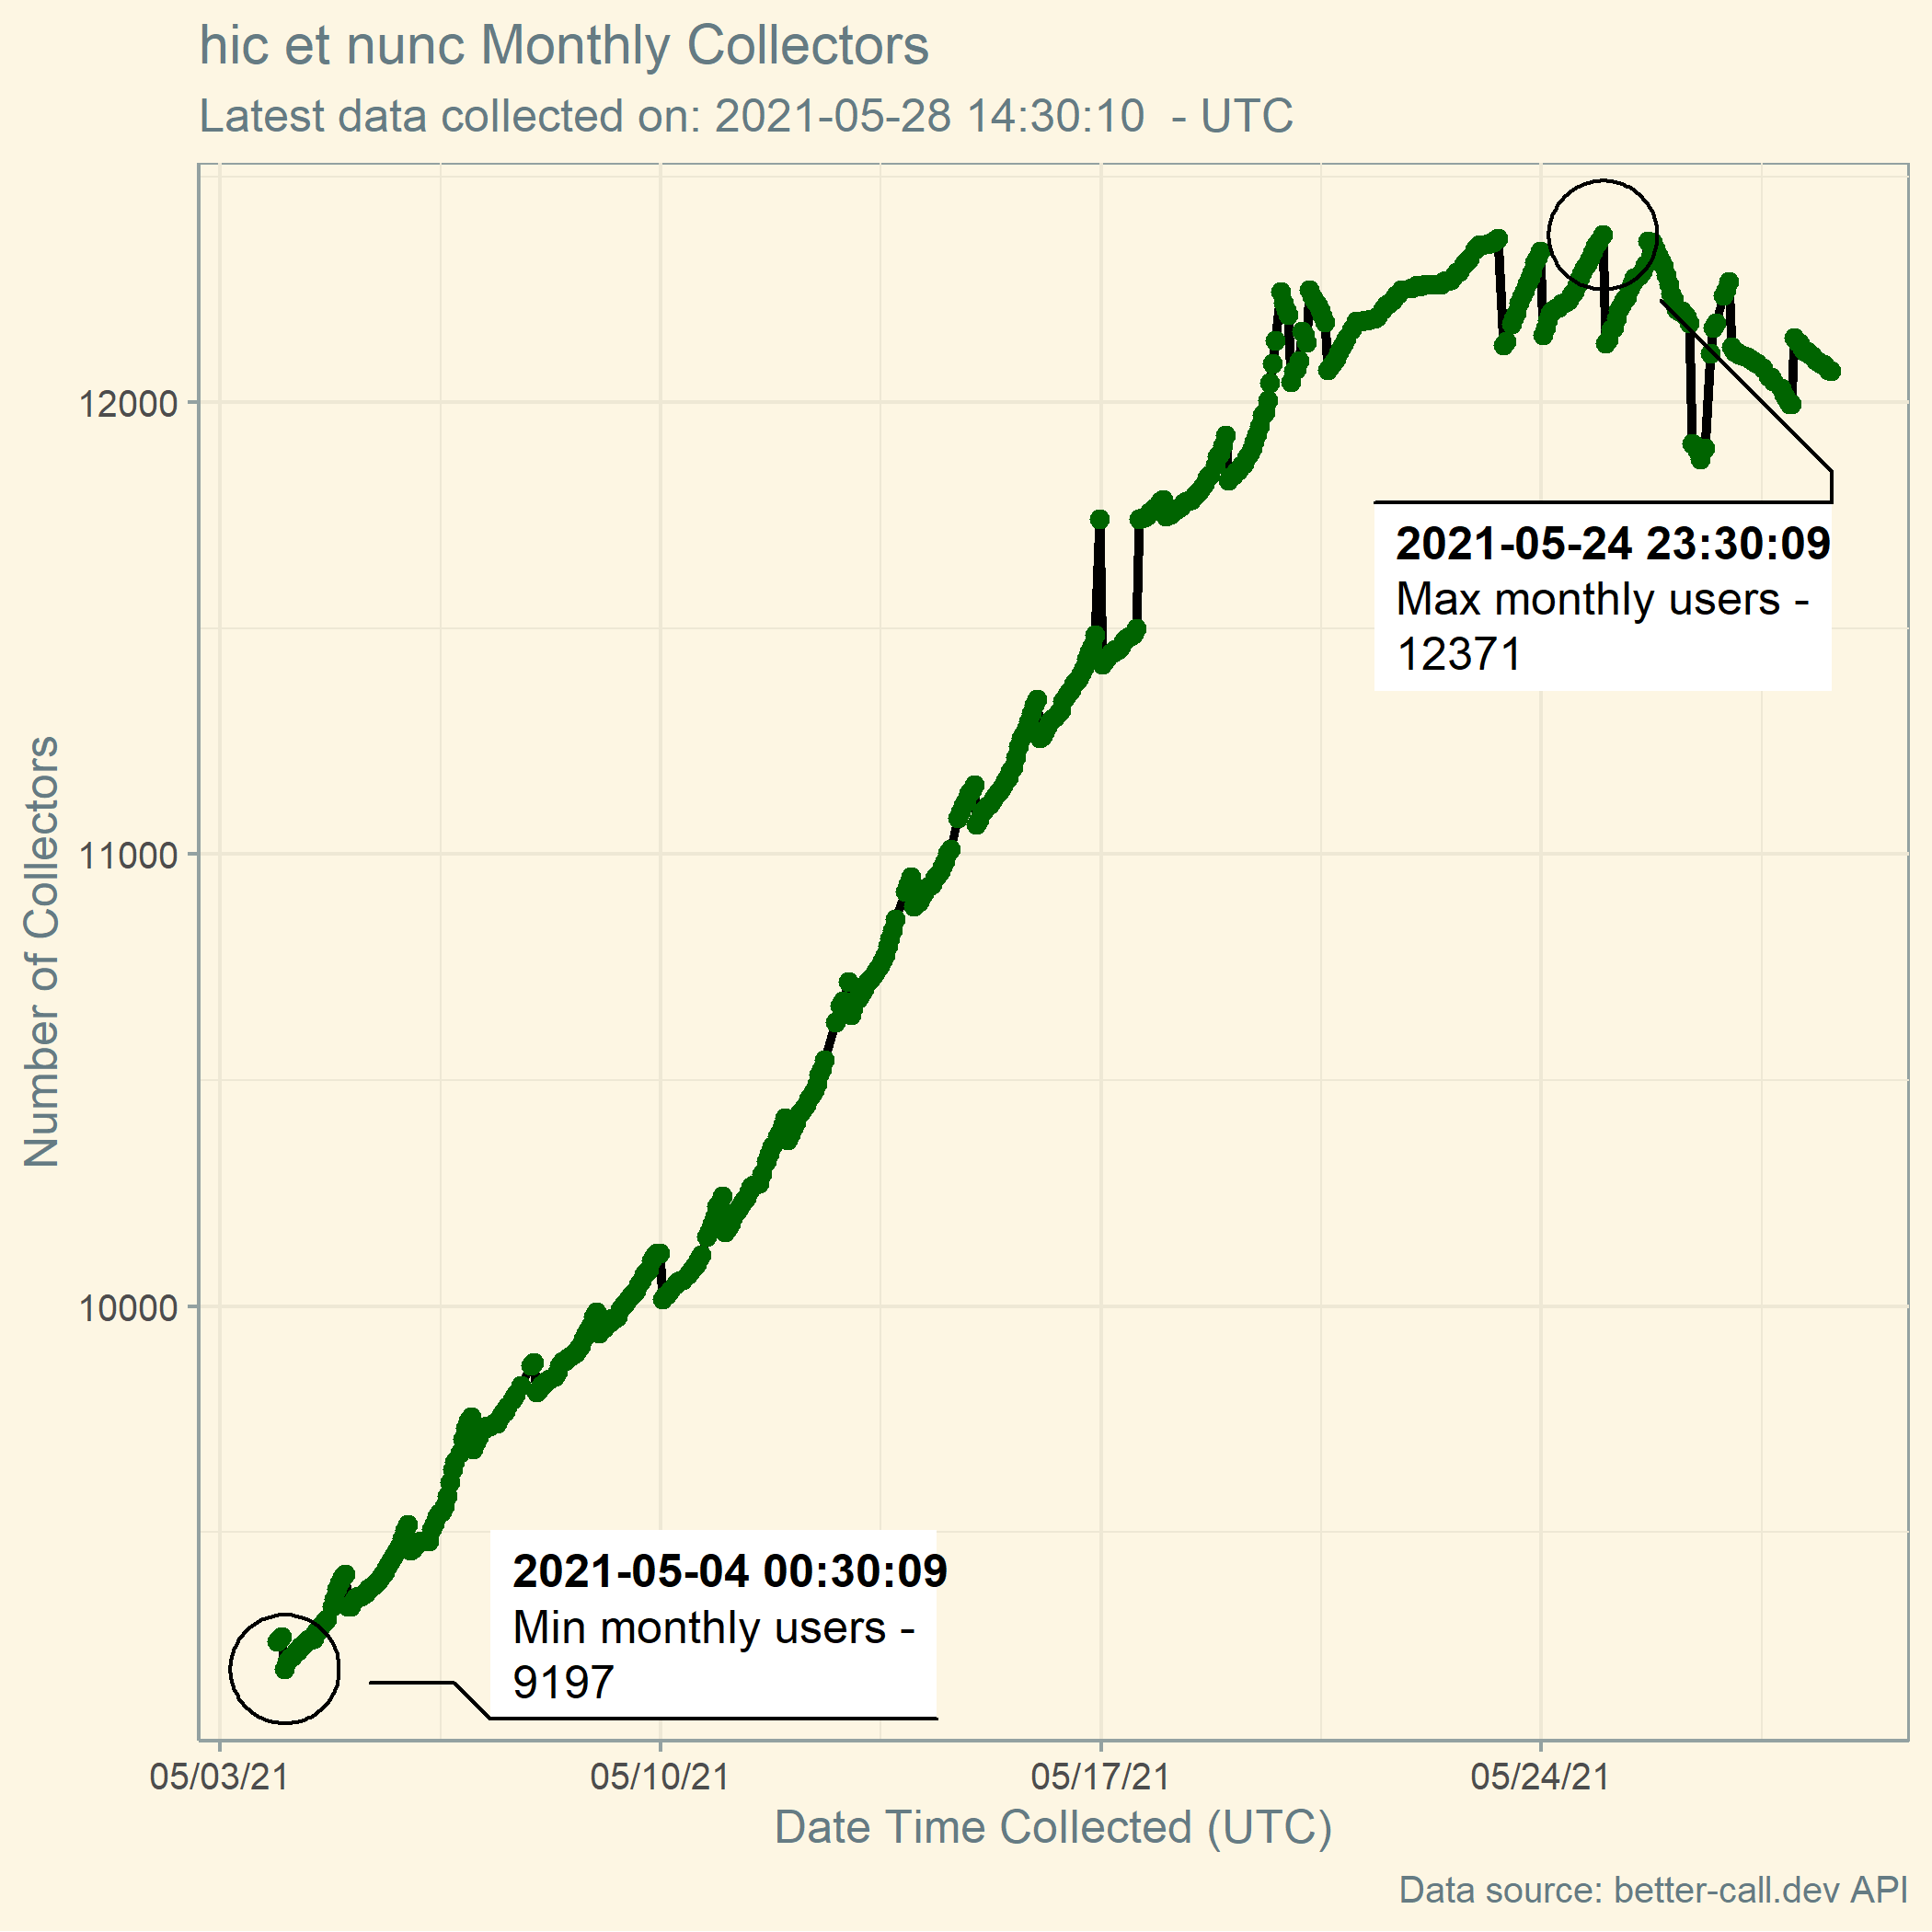 hic et nunc Monthly Collectors
Latest data collected on: 2021-05-28 14:30:10  - UTC
Number of Collectors
12000
11000
10000
2021-05-24 23:30:09
Max monthly users -
12371
2021-05-04 00:30:09
Min monthly users -
9197
05/03/21
05/10/21
05/17/21
05/24/21
Date Time Collected (UTC)
Data source: better-call.dev API